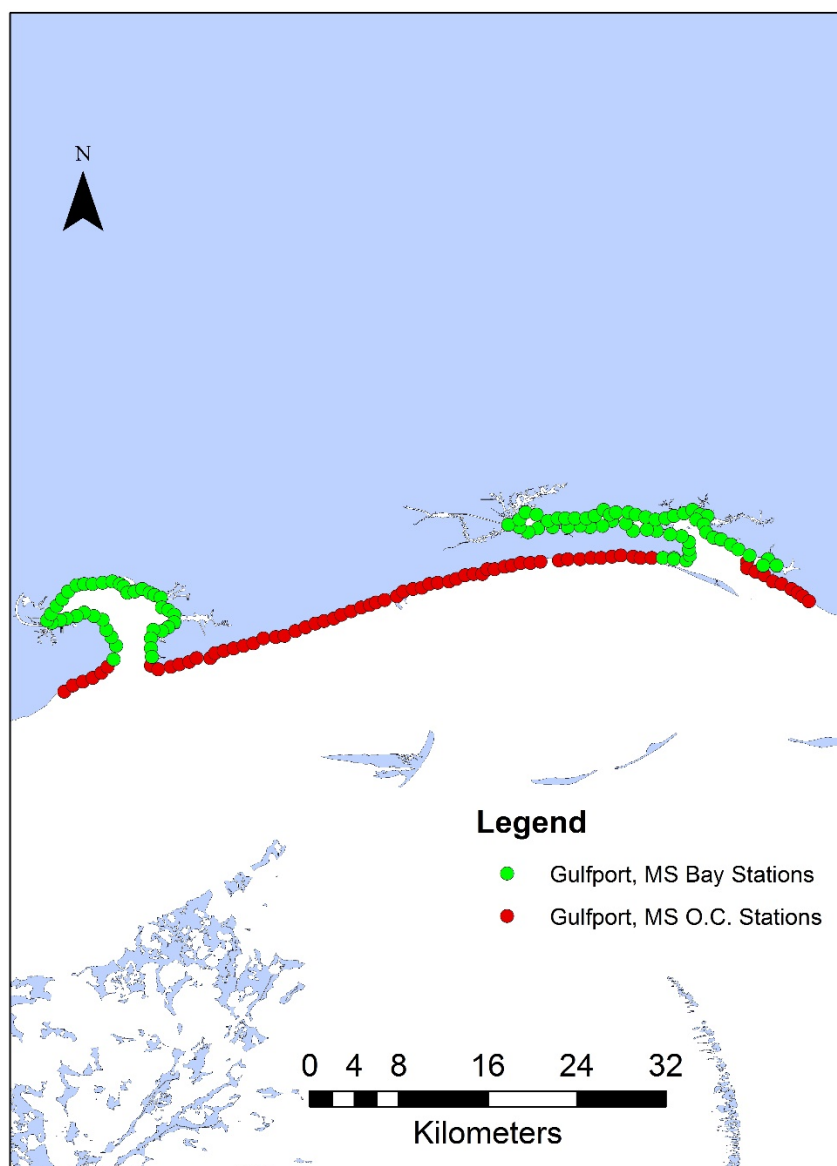 N
Legend
Gulfport, MS Bay Stations
Gulfport, MS O.C. Stations
0 4 8 16 24 32
Kilometers